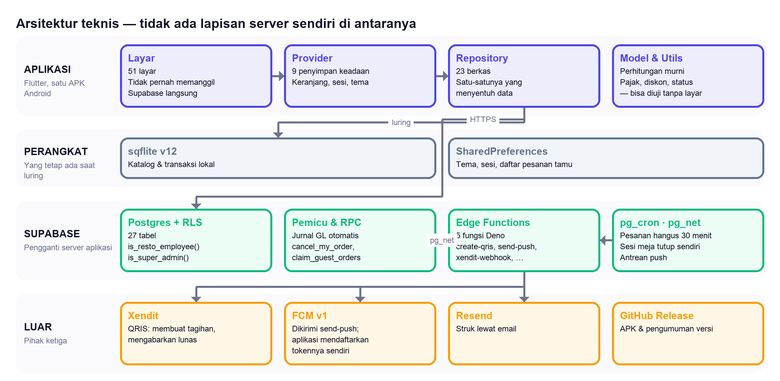 Arsitektur teknis — tidak ada lapisan server sendiri di antaranya
APLIKASI
Flutter, satu APK
Android
Layar
51 layar
Tidak pernah memanggil
Supabase langsung
Provider
9 penyimpan keadaan
Keranjang, sesi, tema
Repository
23 berkas
Satu-satunya yang
menyentuh data
Model & Utils
Perhitungan murni
Pajak, diskon, status
— bisa diuji tanpa layar
luring
HTTPS
PERANGKAT
Yang tetap ada saat
luring
sqflite v12
Katalog & transaksi lokal
SharedPreferences
Tema, sesi, daftar pesanan tamu
SUPABASE
Pengganti server aplikasi
Postgres + RLS
27 tabel
is_resto_employee()
is_super_admin()
Pemicu & RPC
Jurnal GL otomatis
cancel_my_order,
claim_guest_orders
pg_net
Edge Functions
fungsi Deno
create-qris, send-push,
xendit-webhook, …
pg_cron · pg_net
Pesanan hangus 30 menit
Sesi meja tutup sendiri
Antrean push
LUAR
Pihak ketiga
Xendit
QRIS: membuat tagihan,
mengabarkan lunas
FCM v1
Dikirimi send-push;
aplikasi mendaftarkan
tokennya sendiri
Resend
Struk lewat email
GitHub Release
APK & pengumuman versi